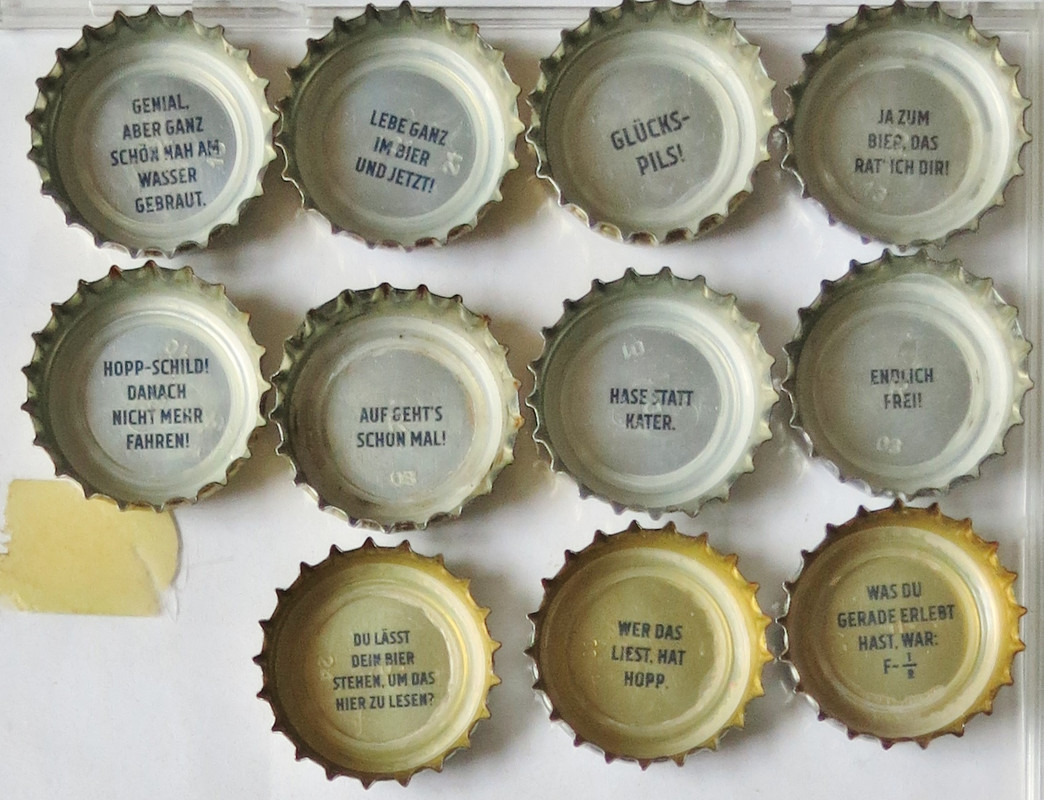 GENIAL,
ABER GANZ
SCHÖN NAH AM
WASSER
GEBRAUT.
LEBE GANZ
IM BIER
UND JETZT!
GLÜCKS-
PILS!
JA ZUM
BIER, DAS
RAT' ICH DIR!
HOPP-SCHILD!
DANACH
NICHT MEHR
FAHREN!
AUF GEHT'S
SCHON MAL!
03
HASE STATT
KATER.
ENDLICH
FREI!
03
DU LÄSST
DEIN BIER
STEHEN, UM DAS
HIER ZU LESEN?
WER DAS
LIEST, HAT
HOPP.
WAS DU
GERADE ERLEBT
HAST, WAR: